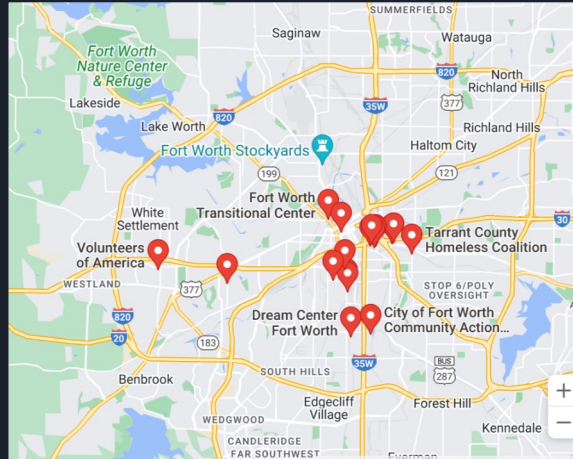 SUMMERFIELDS
Saginaw
Watauga
Fort Worth
Nature Center
& Refuge
820
North
Richland Hills
377
Lakeside
35W
820
Lake Worth
Richland Hills
Haltom City
Fort Worth Stockyards
199
121
Fort Worth
Transitional Center
White
Settlement
30
Tarrant County
Homeless Coalition
Volunteers
of America
WESTLAND
377
STOP 6/POLY
OVERSIGHT
820
20
Dream Center
Fort Worth
City of Fort Worth
Community Action...
183
35W
BUS
287
SOUTH HILLS
Benbrook
Edgecliff
Village
Forest Hill
WEDGWOOD
Kennedale
CANDLERIDGE
FAR SOUTHWEST
Everman
+
−